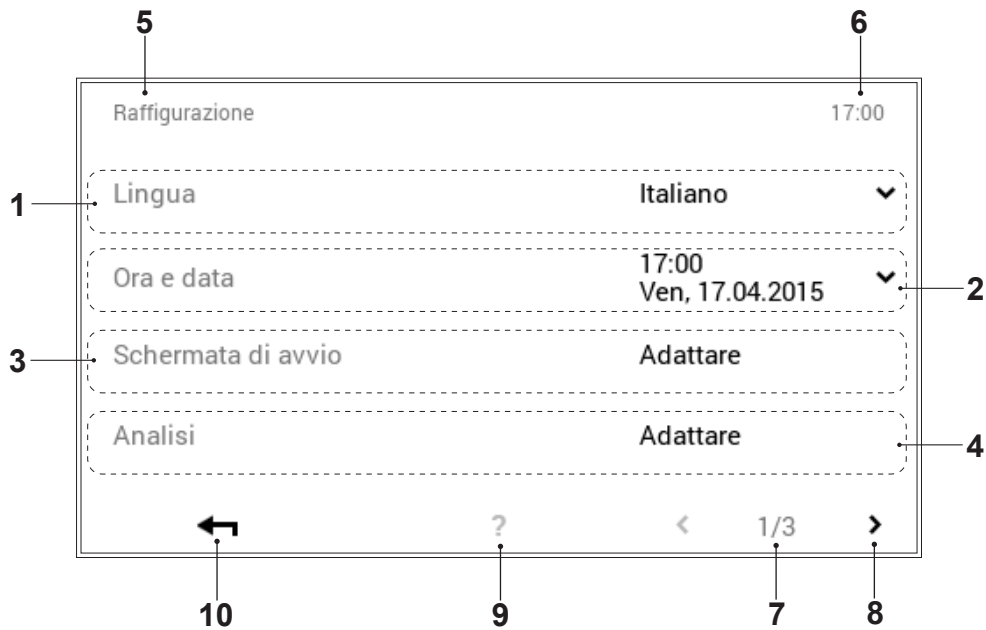 5 6
Raffigurazione 17:00
1 Lingua Italiano
Ora e data 17:00
Ven, 17.04.2015 2
3 Schermata di avvio Adattare
Analisi Adattare 4
? < 1/3 >
10 9 7 8